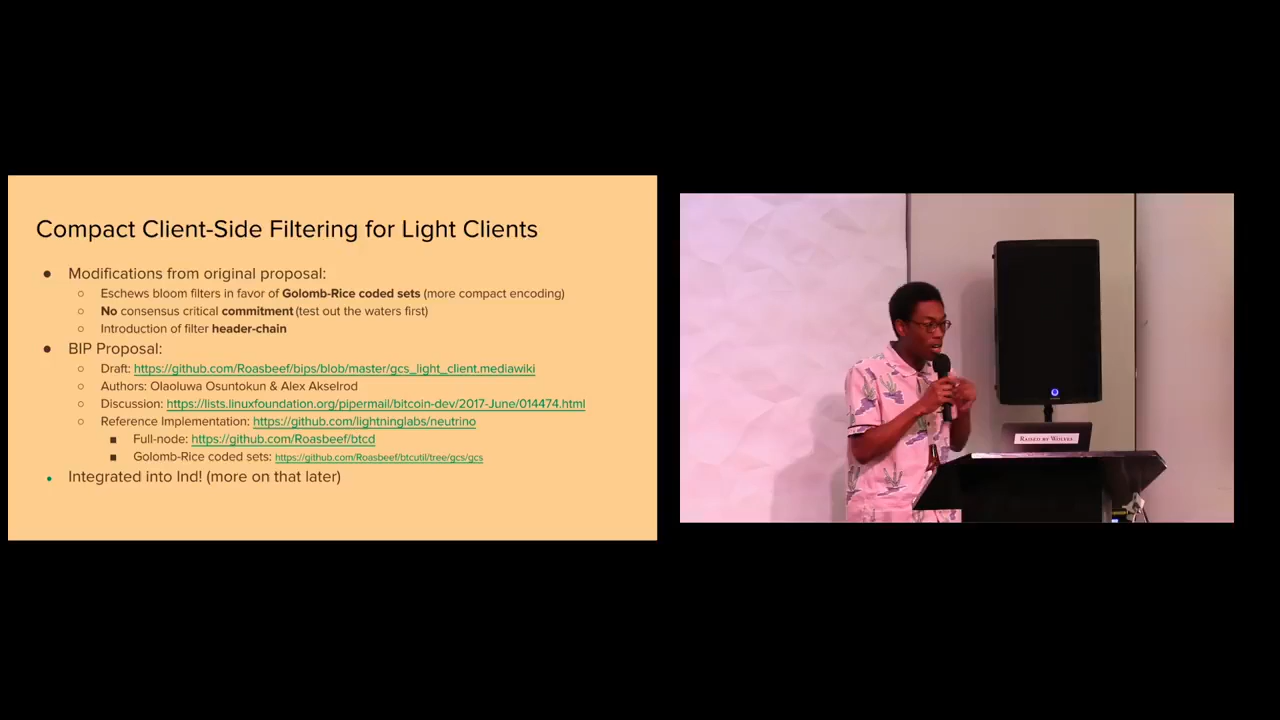 Compact Client-Side Filtering for Light Clients
● Modifications from original proposal:
○ Eschews bloom filters in favor of Golomb-Rice coded sets (more compact encoding)
○ No consensus critical commitment (test out the waters first)
○ Introduction of filter header-chain
● BIP Proposal:
○ Draft: https://github.com/Roasbeef/bips/blob/master/gcs_light_client.mediawiki
○ Authors: Olaoluwa Osuntokun & Alex Akselrod
○ Discussion: https://lists.linuxfoundation.org/pipermail/bitcoin-dev/2017-June/014474.html
○ Reference Implementation: https://github.com/lightninglabs/neutrino
■ Full-node: https://github.com/Roasbeef/btcd
■ Golomb-Rice coded sets: https://github.com/Roasbeef/btcutil/tree/gcs/gcs
● Integrated into lnd! (more on that later)
RAISED BY WOLVES